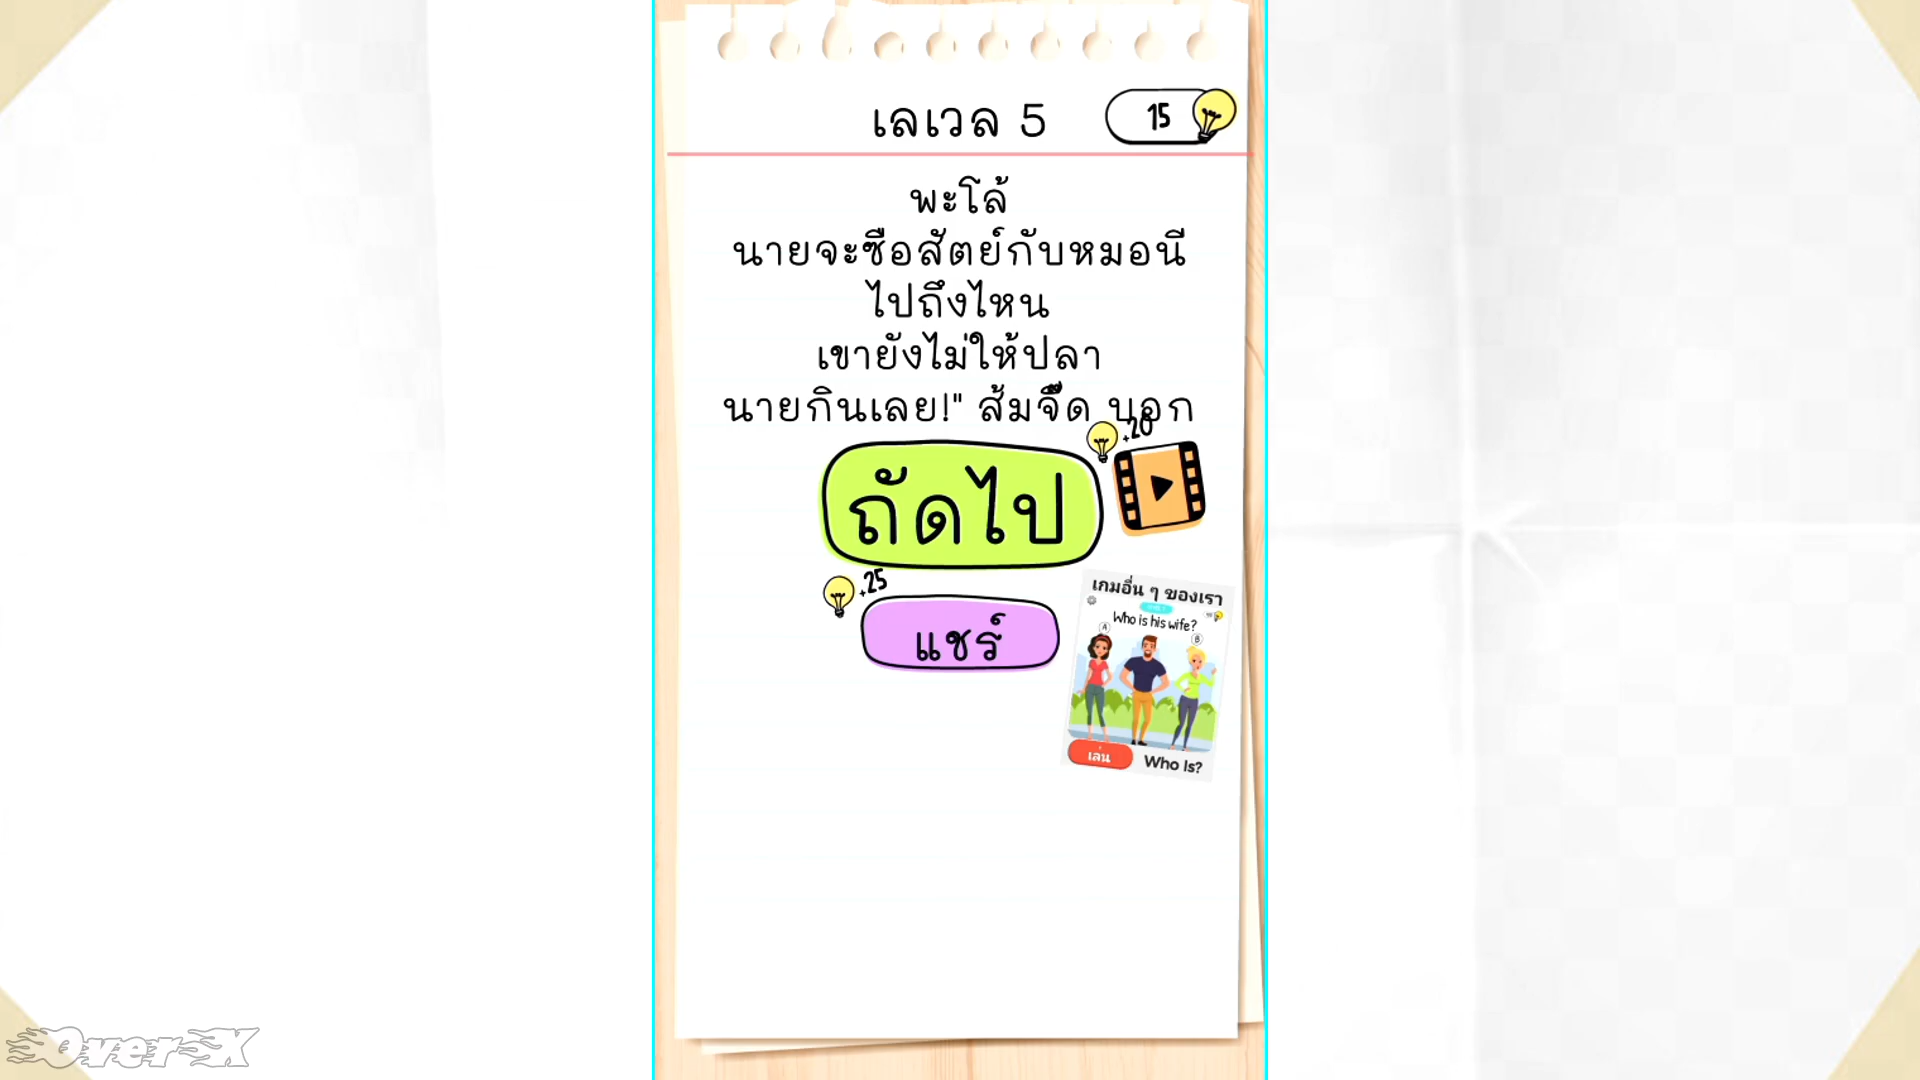 เลเวล 5
15
พะโล้
นายจะซือสัตย์กับหมอนี
ไปถึงไหน
เขายังไม่ให้ปลา
นายกินเลย!" ส้มจี๊ด บอก
+20
ถัดไป
+25
แชร์
เกมอื่น ๆ ของเรา
Who is his wife?
A
B
เล่น
Who Is?
Over-X